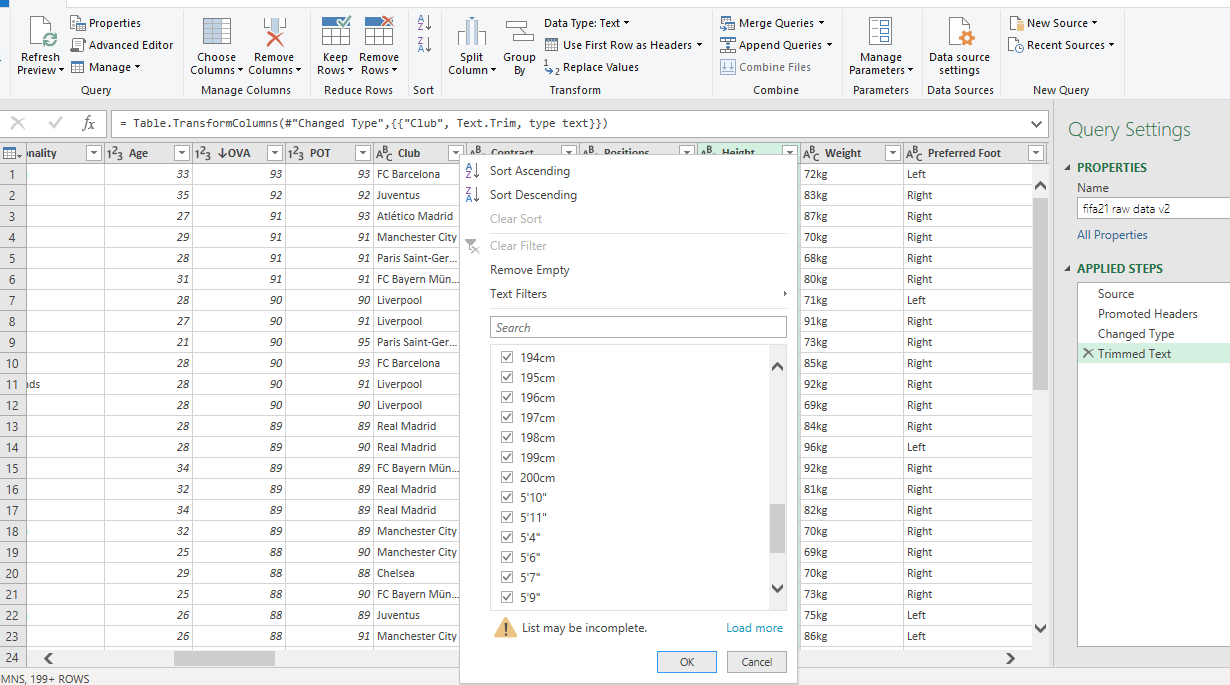 Refresh Preview
Properties
Advanced Editor
Manage
Query
Choose Columns
Remove Columns
Manage Columns
Keep Rows
Remove Rows
Reduce Rows
Sort
Split Column
Group By
Data Type: Text
Use First Row as Headers
Replace Values
Transform
Merge Queries
Append Queries
Combine Files
Combine
Manage Parameters
Parameters
Data source settings
Data Sources
New Source
Recent Sources
New Query
fx = Table.TransformColumns(#"Changed Type",{{"Club", Text.Trim, type text}})
nality 123 Age 123 OVA 123 POT ABC Club Contract Positions Height ABC Weight ABC Preferred Foot
1 33 93 93 FC Barcelona 72kg Left
2 35 92 92 Juventus 83kg Right
3 27 91 93 Atlético Madrid 87kg Right
4 29 91 91 Manchester City 70kg Right
5 28 91 91 Paris Saint-Ger... 68kg Right
6 31 91 91 FC Bayern Mün... 80kg Right
7 28 90 90 Liverpool 71kg Left
8 27 90 91 Liverpool 91kg Right
9 21 90 95 Paris Saint-Ger... 73kg Right
10 28 90 93 FC Barcelona 85kg Right
11 nds 28 90 91 Liverpool 92kg Right
12 28 90 90 Liverpool 69kg Right
13 28 89 89 Real Madrid 84kg Right
14 28 89 90 Real Madrid 96kg Left
15 34 89 89 FC Bayern Mün... 92kg Right
16 32 89 89 Real Madrid 81kg Right
17 34 89 89 Real Madrid 82kg Right
18 32 89 89 Manchester City 70kg Right
19 25 88 90 Manchester City 69kg Right
20 29 88 88 Chelsea 70kg Right
21 25 88 90 FC Bayern Mün... 73kg Right
22 26 88 89 Juventus 75kg Left
23 26 88 91 Manchester City 86kg Left
24
MNS, 199+ ROWS
Sort Ascending
Sort Descending
Clear Sort
Clear Filter
Remove Empty
Text Filters
Search
194cm
195cm
196cm
197cm
198cm
199cm
200cm
5'10"
5'11"
5'4"
5'6"
5'7"
5'9"
List may be incomplete. Load more
OK Cancel
Query Settings
PROPERTIES
Name
fifa21 raw data v2
All Properties
APPLIED STEPS
Source
Promoted Headers
Changed Type
Trimmed Text